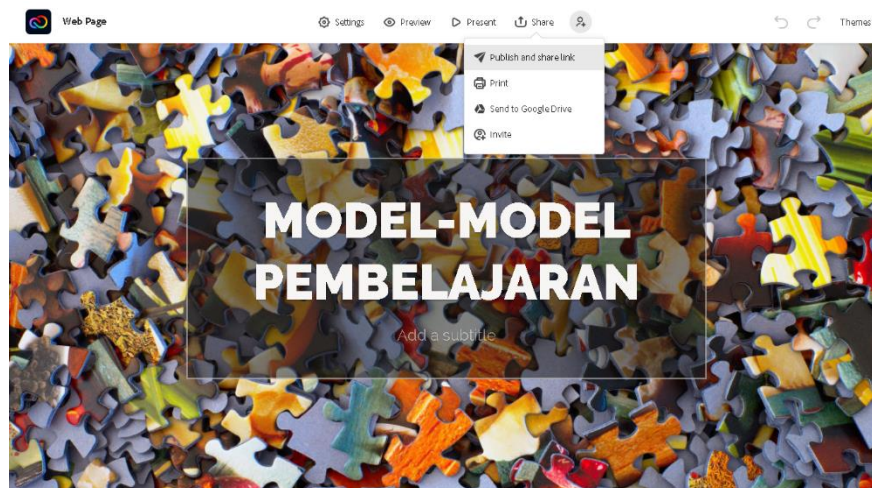 Web Page
Settings
Preview
Present
Share
Themes
Publish and share link
Print
Send to Google Drive
Invite
MODEL-MODEL
PEMBELAJARAN
Add a subtitle